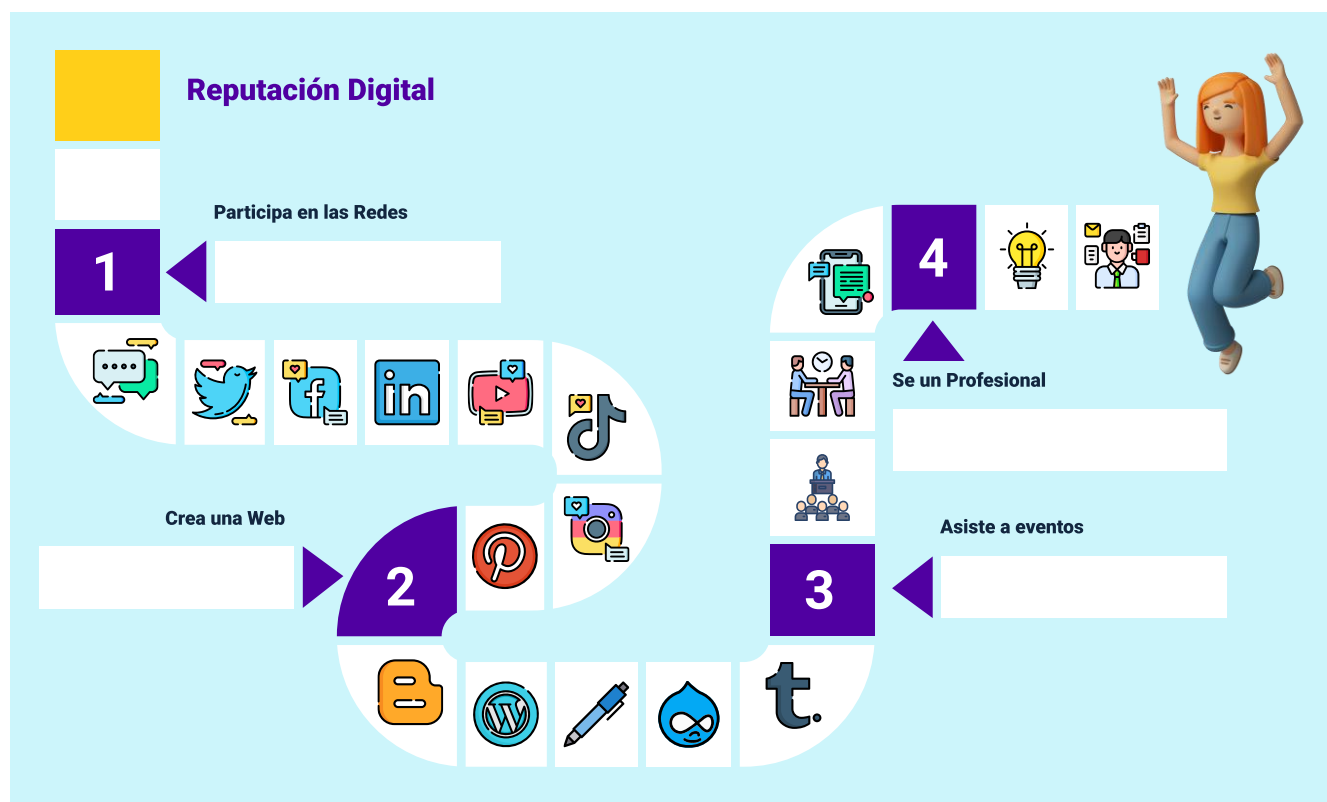 Reputación Digital
Participa en las Redes
1
4
Se un Profesional
Crea una Web
Asiste a eventos
2
3